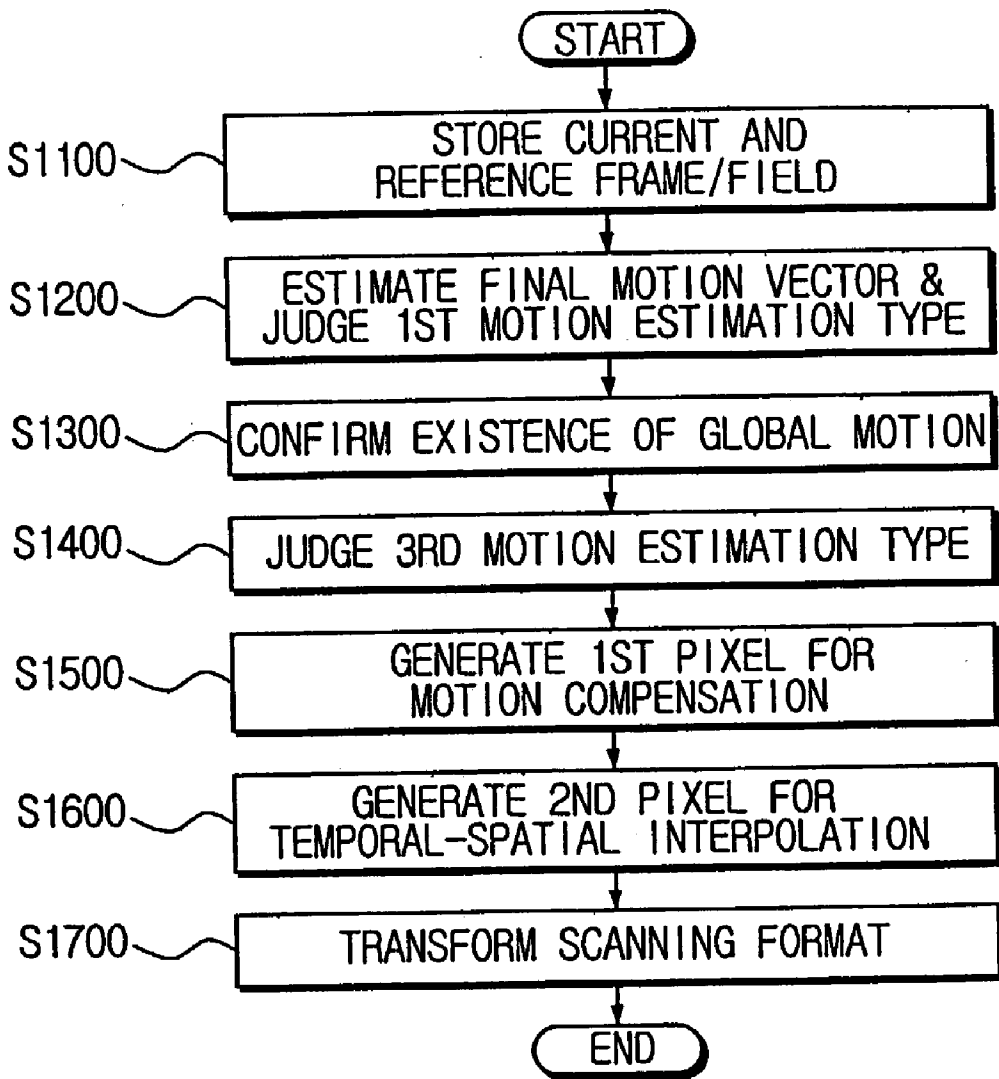 START
S1100
STORE CURRENT AND
REFERENCE FRAME/FIELD
S1200
ESTIMATE FINAL MOTION VECTOR &
JUDGE 1ST MOTION ESTIMATION TYPE
S1300
CONFIRM EXISTENCE OF GLOBAL MOTION
S1400
JUDGE 3RD MOTION ESTIMATION TYPE
S1500
GENERATE 1ST PIXEL FOR
MOTION COMPENSATION
S1600
GENERATE 2ND PIXEL FOR
TEMPORAL-SPATIAL INTERPOLATION
S1700
TRANSFORM SCANNING FORMAT
END